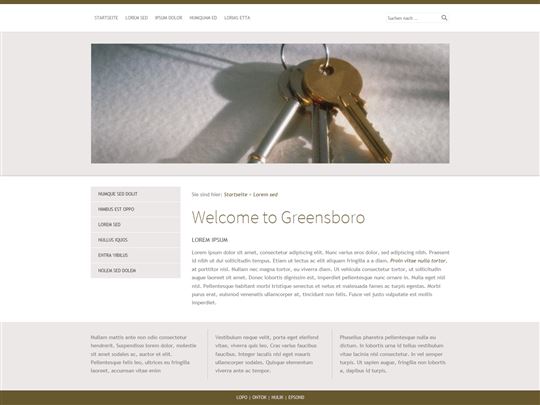 STARTSEITE LOREM SED IPSUM DOLOR NUMQUAM ED LORIAS ETTA
Suchen nach ...
NUMQUE SED DOLIT
NIMBUS EST OPPO
LOREM SED
NULLUS IQUOS
EXTRA VIBILUS
NOLEM SED DOLEM
Sie sind hier: Startseite » Lorem sed
Welcome to Greensboro
LOREM IPSUM
Lorem ipsum dolor sit amet, consectetur adipiscing elit. Nunc varius eros dolor, sed adipiscing nibh. Praesent
id nibh ut dui sollicitudin tempus. Etiam ut lectus ac elit aliquam fringilla a a diam. Proin vitae nulla tortor,
at porttitor nisl. Nullam nec magna tortor, eu viverra diam. Ut vehicula consectetur tortor, ut sollicitudin
augue laoreet sit amet. Donec lobortis dignissim est, imperdiet pellentesque nunc ornare in. Nulla eget nisl
nisl. Pellentesque habitant morbi tristique senectus et netus et malesuada fames ac turpis egestas. Morbi
purus erat, euismod venenatis ullamcorper at, tincidunt non felis. Fusce vel justo vulputate est mollis
imperdiet.
Nullam mattis ante non odio consectetur
hendrerit. Suspendisse lorem dolor, molestie
sit amet sodales ac, auctor et elit.
Pellentesque felis leo, ultrices eu fringilla
laoreet, accumsan vitae enim
Vestibulum neque velit, porta eget eleifend
vitae, viverra quis leo. Cras varius faucibus
faucibus. Integer iaculis nisl eget mauris
ullamcorper sodales. Quisque elementum
viverra ante et mauris fringilla
Phasellus pharetra pellentesque nulla eu
dictum. In lobortis urna id tellus vestibulum
vitae lacinia nisl consectetur. In vel semper
turpis. Ut sapien augue, fringilla non lobortis
a, dapibus id turpis.
LOPO | ONTOK | MULIK | EPSOND